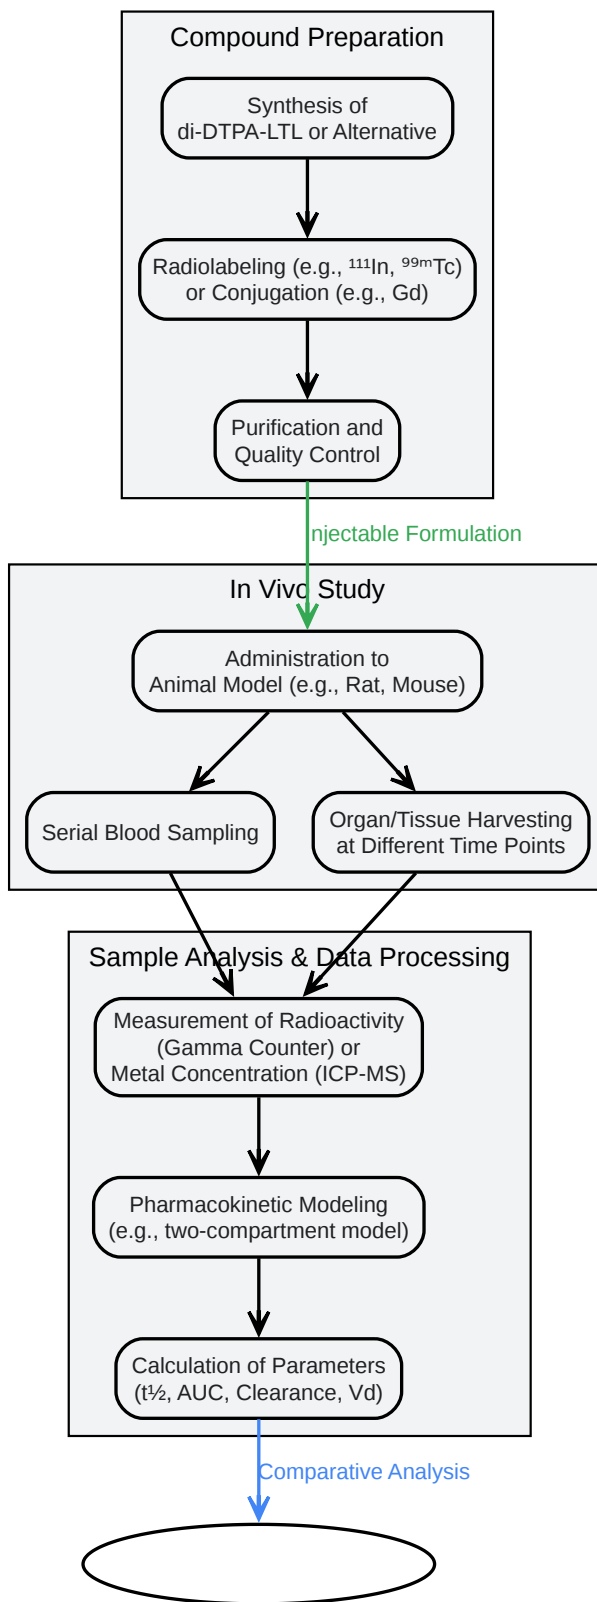 Compound Preparation
Synthesis of
di-DTPA-LTL or Alternative
Radiolabeling (e.g., ¹¹¹In, ⁹⁹ᵐTc)
or Conjugation (e.g., Gd)
Purification and
Quality Control
njectable Formulation
In Vivo Study
Administration to
Animal Model (e.g., Rat, Mouse)
Serial Blood Sampling
Organ/Tissue Harvesting
at Different Time Points
Sample Analysis & Data Processing
Measurement of Radioactivity
(Gamma Counter) or
Metal Concentration (ICP-MS)
Pharmacokinetic Modeling
(e.g., two-compartment model)
Calculation of Parameters
(t½, AUC, Clearance, Vd)
Comparative Analysis